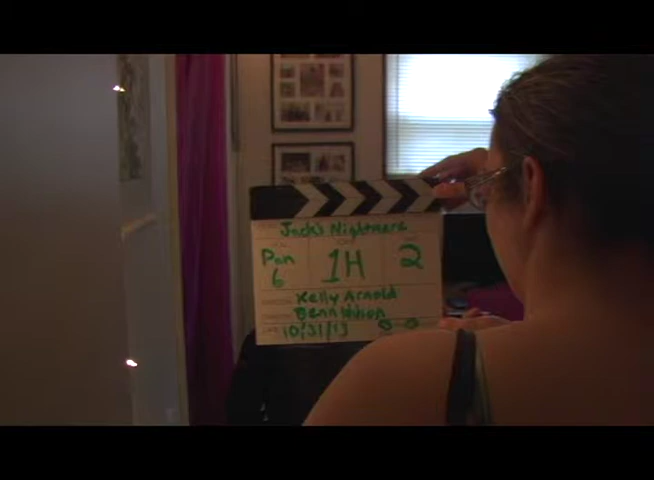 Jack's Nightmare
Pan 6
1H
2
Kelly Arnold
Benn Wilson
10/31/13